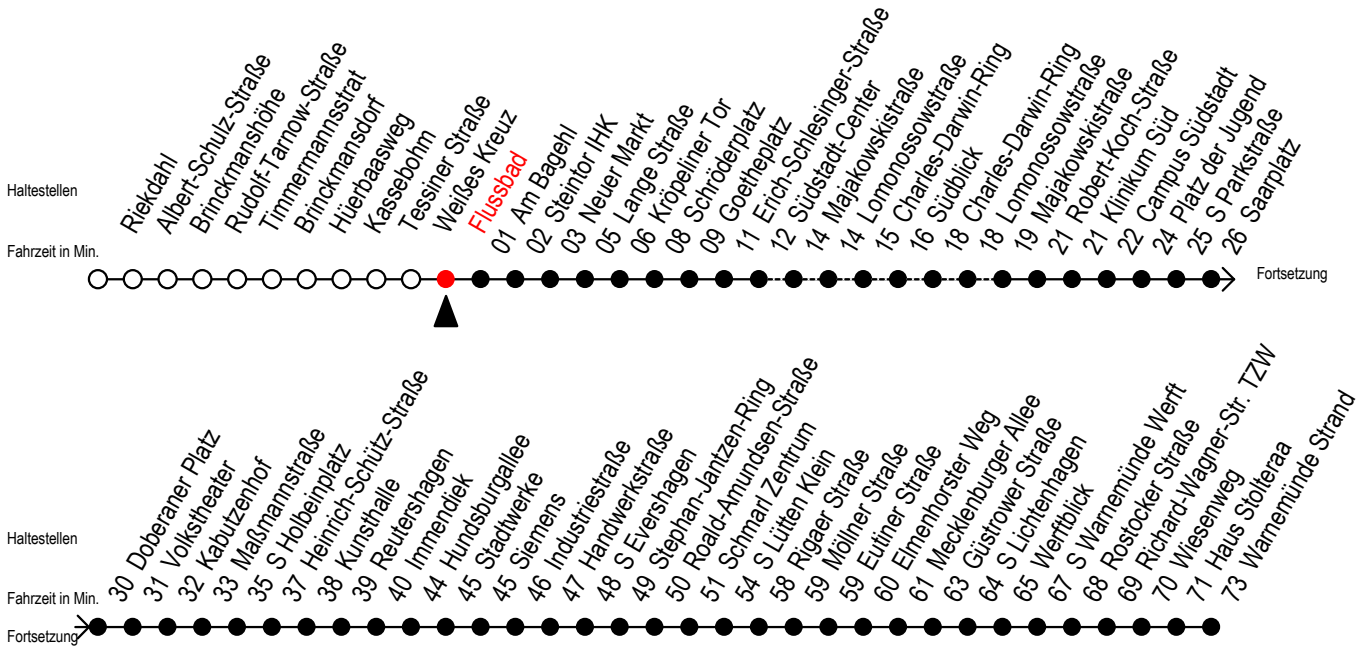 Haltestellen
Riekdahl
Albert-Schulz-Straße
Brinckmanshöhe
Rudolf-Tarnow-Straße
Timmermannsstrat
Brinckmansdorf
Hüerbaasweg
Kassebohm
Tessiner Straße
Weißes Kreuz
Flussbad
Fahrzeit in Min.
01 Am Bagehl
02 Steintor IHK
03 Neuer Markt
05 Lange Straße
06 Kröpeliner Tor
08 Schröderplatz
09 Goetheplatz
11 Erich-Schlesinger-Straße
12 Südstadt-Center
14 Majakowskistraße
14 Lomonossowstraße
15 Charles-Darwin-Ring
16 Südblick
18 Charles-Darwin-Ring
18 Lomonossowstraße
19 Majakowskistraße
21 Robert-Koch-Straße
21 Klinikum Süd
22 Campus Südstadt
24 Platz der Jugend
25 S Parkstraße
26 Saarplatz
Fortsetzung
Haltestellen
Fahrzeit in Min.
Fortsetzung
30 Doberaner Platz
31 Volkstheater
32 Kabutzenhof
33 Maßmannstraße
35 S Holbeinplatz
37 Heinrich-Schütz-Straße
38 Kunsthalle
39 Reutershagen
40 Immendiek
44 Hundsburgallee
45 Stadtwerke
45 Siemens
46 Industriestraße
47 Handwerkstraße
48 S Evershagen
49 Stephan-Jantzen-Ring
50 Roald-Amundsen-Straße
51 Schmarl Zentrum
54 S Lütten Klein
58 Rigaer Straße
59 Möllner Straße
59 Eutiner Straße
60 Elmenhorster Weg
61 Mecklenburger Allee
63 Güstrower Straße
64 S Lichtenhagen
65 Werftblick
67 S Warnemünde Werft
68 Rostocker Straße
69 Richard-Wagner-Str. TZW
70 Wiesenweg
71 Haus Stolteraa
73 Warnemünde Strand